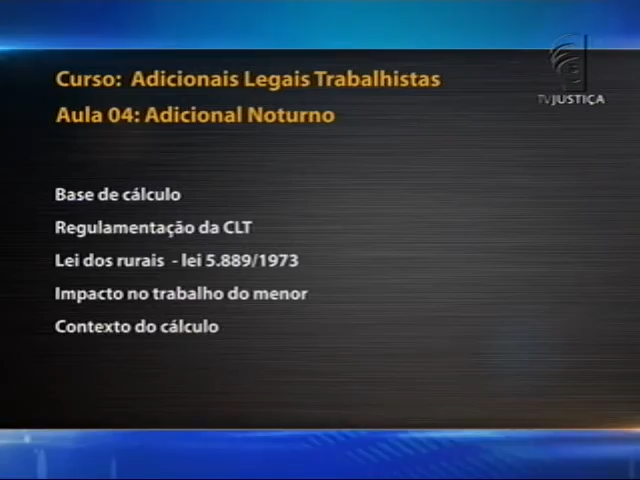 Curso: Adicionais Legais Trabalhistas
TV JUSTIÇA
Aula 04: Adicional Noturno
Base de cálculo
Regulamentação da CLT
Lei dos rurais - lei 5.889/1973
Impacto no trabalho do menor
Contexto do cálculo